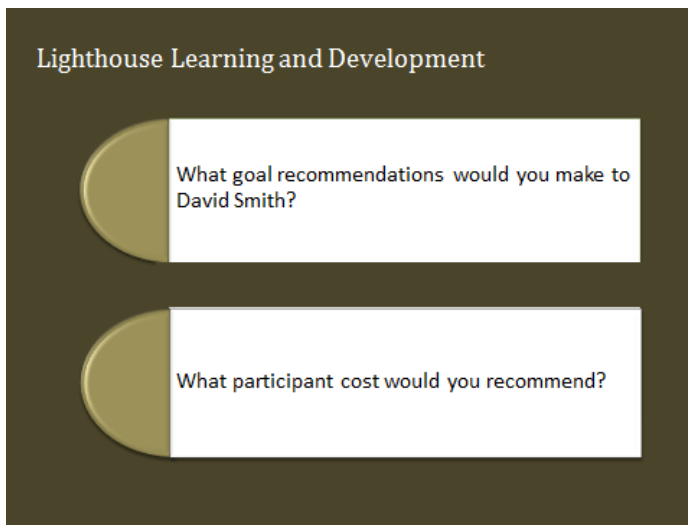 Lighthouse Learning and Development
What goal recommendations would you make to
David Smith?
What participant cost would you recommend?